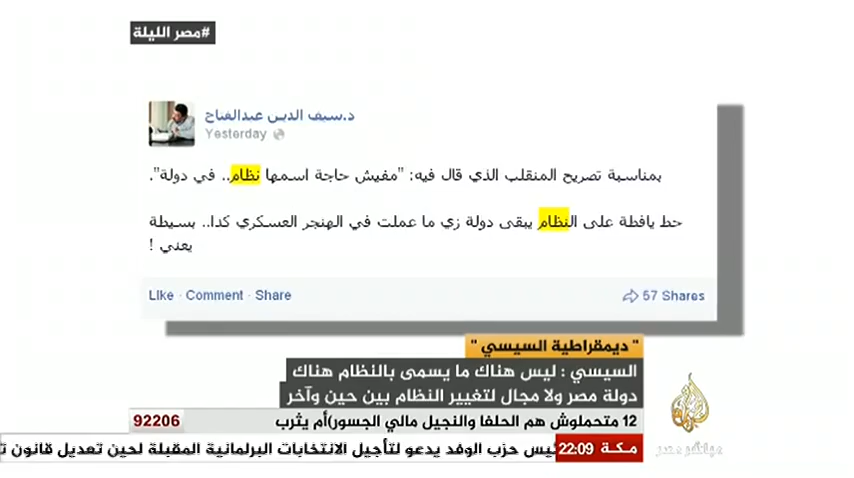 #مصر الليلة
د.سيف الدين عبدالفتاح
Yesterday
بمناسبة تصريح المنقلب الذي قال فيه: "مفيش حاجة اسمها نظام.. في دولة".
حط يافطة على النظام يبقى دولة زي ما عملت في الهنجر العسكري كدا.. بسيطة
يعني !
Like · Comment · Share
57 Shares
" ديمقراطية السيسي "
السيسي : ليس هناك ما يسمى بالنظام هناك
دولة مصر ولا مجال لتغيير النظام بين حين وآخر
12 متحملوش هم الحلفا والنجيل مالي الجسور)أم يثرب
92206
مكة 22:09
ئيس حزب الوفد يدعو لتأجيل الانتخابات البرلمانية المقبلة لحين تعديل قانون ت
مباشر مصر